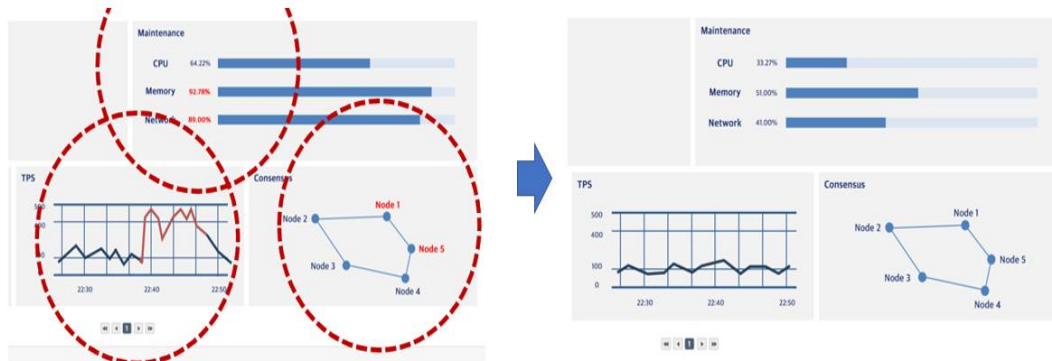 Maintenance
CPU 64.22%
Memory 92.78%
Network 89.00%
TPS
500
400
22:30 22:40 22:50
Consensus
Node 1
Node 2
Node 5
Node 3
Node 4
1
Maintenance
CPU 33.27%
Memory 51.00%
Network 41.00%
TPS
500
400
100
0
22:30 22:40 22:50
Consensus
Node 1
Node 2
Node 5
Node 3
Node 4
1